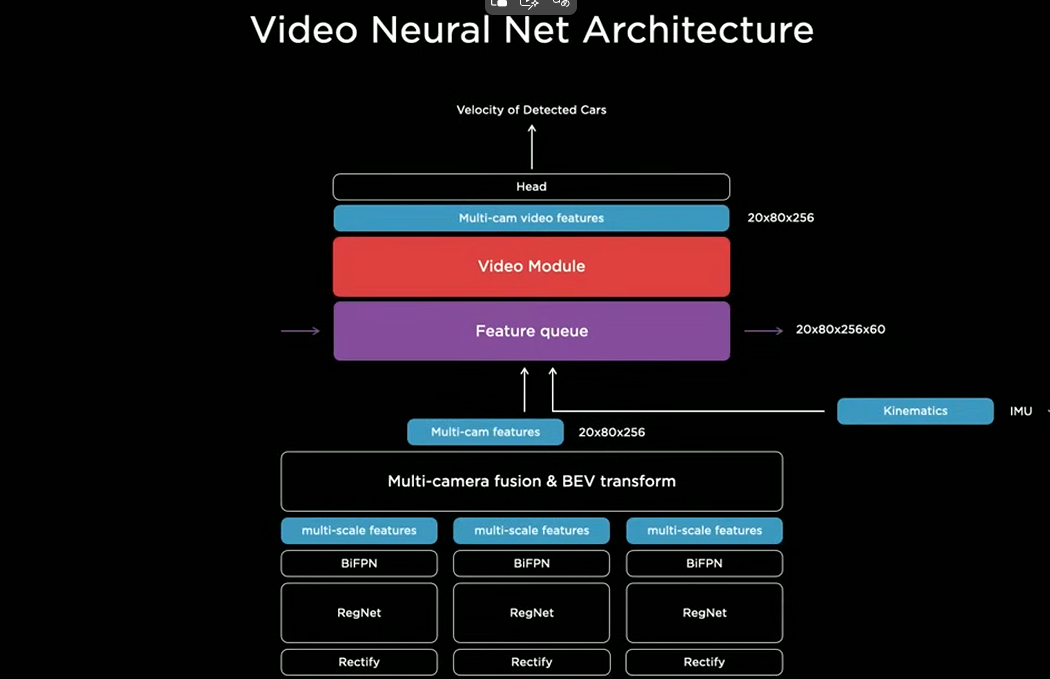 Video Neural Net Architecture
Velocity of Detected Cars
Head
Multi-cam video features 20x80x256
Video Module
Feature queue 20x80x256x60
Kinematics IMU
Multi-cam features 20x80x256
Multi-camera fusion & BEV transform
multi-scale features multi-scale features multi-scale features
BiFPN BiFPN BiFPN
RegNet RegNet RegNet
Rectify Rectify Rectify